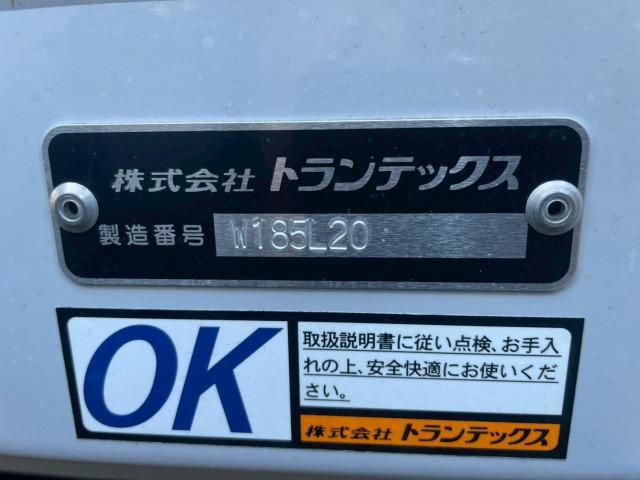 株式会社 トランテックス
製造番号 W185L20
OK
取扱説明書に従い点検、お手入
れの上、安全快適にお使いくだ
さい。
株式会社 トランテックス